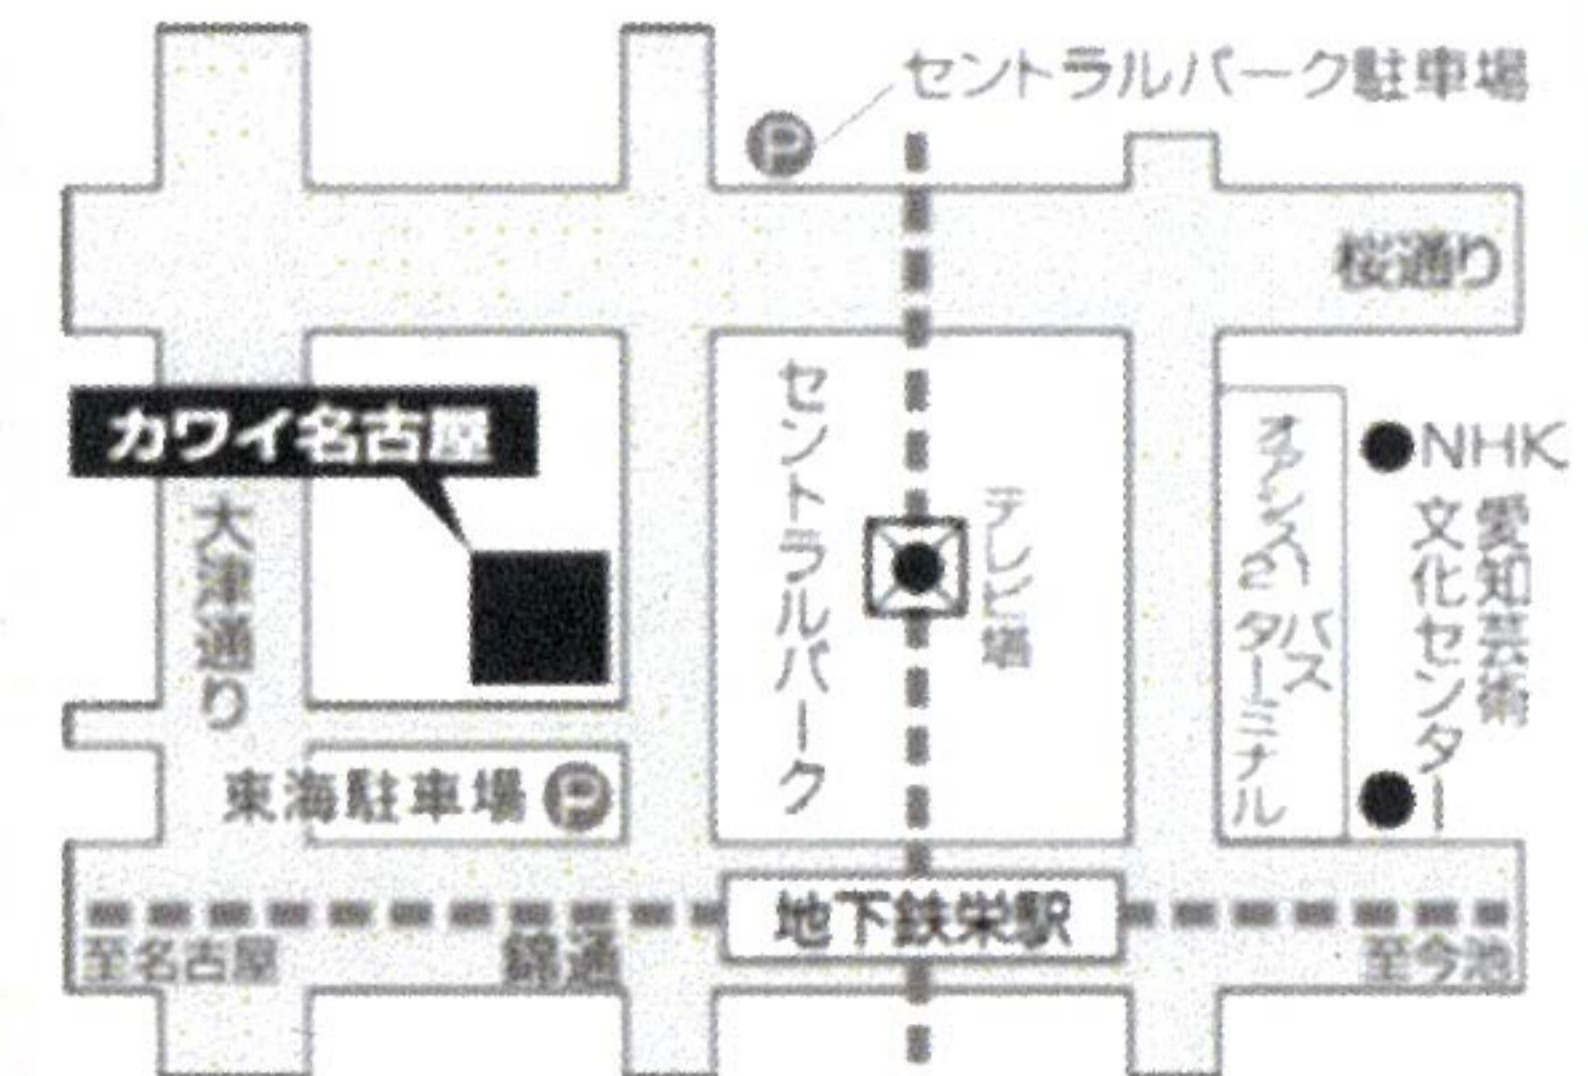 セントラルパーク駐車場
P
桜通り
カワイ名古屋
大津通り
セントラルパーク
テレビ塔
オアシス21
バス
ターミナル
NHK
愛知芸術
文化センター
東海駐車場 P
地下鉄栄駅
至名古屋
錦通
至今池